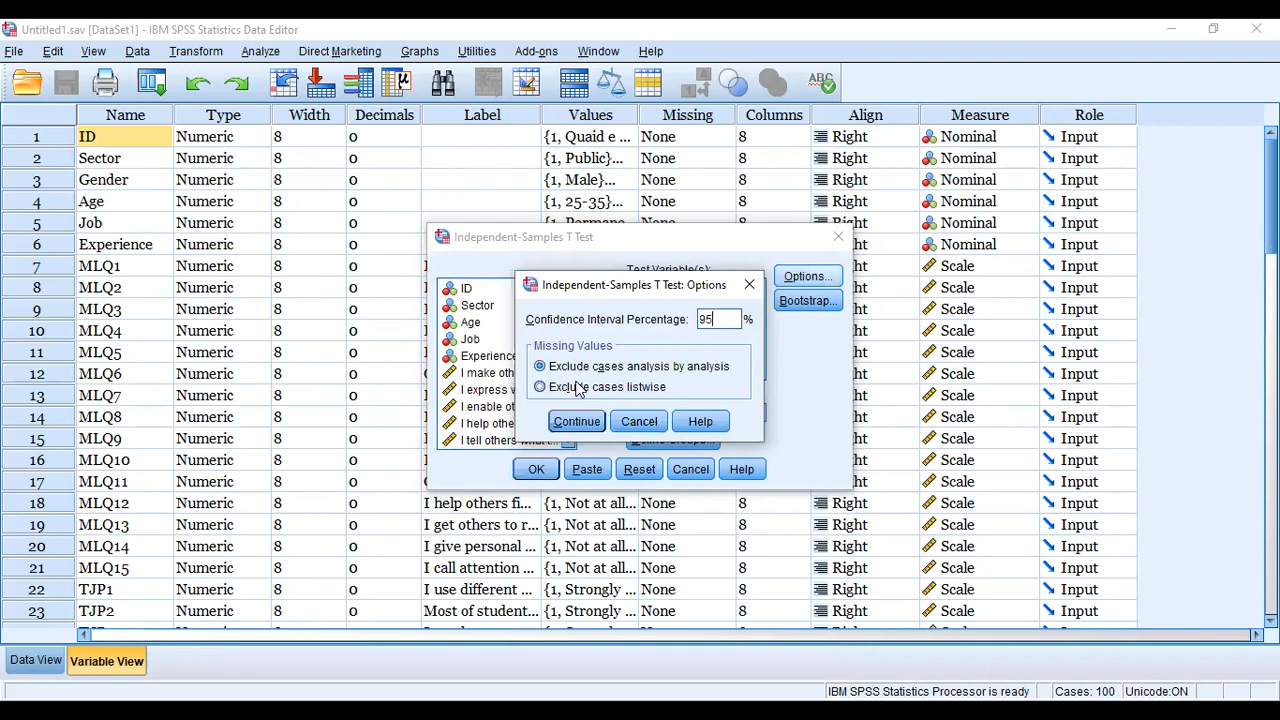 Untitled1.sav [DataSet1] - IBM SPSS Statistics Data Editor
File Edit View Data Transform Analyze Direct Marketing Graphs Utilities Add-ons Window Help
Name Type Width Decimals Label Values Missing Columns Align Measure Role
1 ID Numeric 8 0 {1, Quaid e ... None 8 Right Nominal Input
2 Sector Numeric 8 0 {1, Public}... None 8 Right Nominal Input
3 Gender Numeric 8 0 {1, Male}... None 8 Right Nominal Input
4 Age Numeric 8 0 {1, 25-35}... None 8 Right Nominal Input
5 Job Numeric 8 0 {1, Permane... None 8 Right Nominal Input
6 Experience Numeric 8 0 Nominal Input
7 MLQ1 Numeric 8 0 Scale Input
8 MLQ2 Numeric 8 0 Scale Input
9 MLQ3 Numeric 8 0 Scale Input
10 MLQ4 Numeric 8 0 Scale Input
11 MLQ5 Numeric 8 0 Scale Input
12 MLQ6 Numeric 8 0 Scale Input
13 MLQ7 Numeric 8 0 Scale Input
14 MLQ8 Numeric 8 0 Scale Input
15 MLQ9 Numeric 8 0 Scale Input
16 MLQ10 Numeric 8 0 Scale Input
17 MLQ11 Numeric 8 0 Scale Input
18 MLQ12 Numeric 8 0 I help others fi... {1, Not at all... None 8 Right Scale Input
19 MLQ13 Numeric 8 0 I get others to r... {1, Not at all... None 8 Right Scale Input
20 MLQ14 Numeric 8 0 I give personal ... {1, Not at all... None 8 Right Scale Input
21 MLQ15 Numeric 8 0 I call attention ... {1, Not at all... None 8 Right Scale Input
22 TJP1 Numeric 8 0 I use different ... {1, Strongly ... None 8 Right Scale Input
23 TJP2 Numeric 8 0 Most of student... {1, Strongly ... None 8 Right Scale Input
Independent-Samples T Test
Test Variable(s):
Options...
Bootstrap...
ID
Sector
Age
Job
Experience
I make oth
I express
I enable ot
I help othe
I tell others what i...
Define Groups...
OK Paste Reset Cancel Help
Independent-Samples T Test: Options
Confidence Interval Percentage: 95 %
Missing Values
Exclude cases analysis by analysis
Exclude cases listwise
Continue Cancel Help
Data View Variable View
IBM SPSS Statistics Processor is ready Cases: 100 Unicode:ON